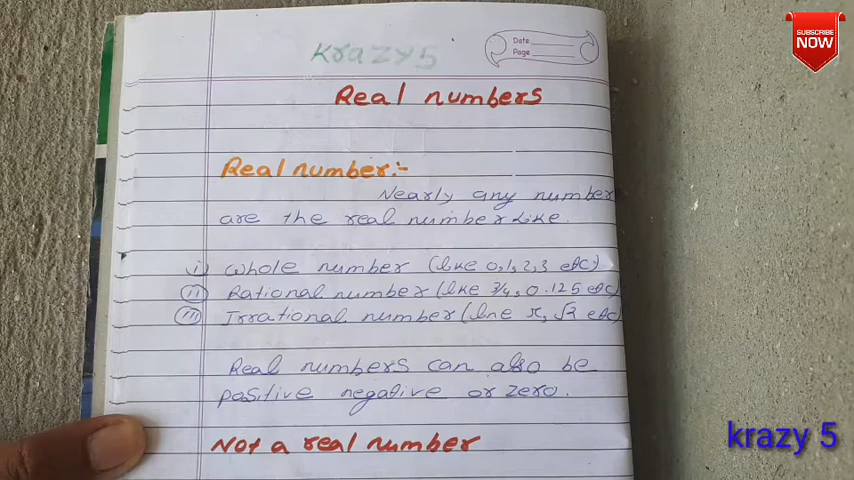 SUBSCRIBE
NOW
Krazy5
Date
Page
Real numbers
Real number:-
Nearly any number
are the real number like.
i) whole number (like 0,1,2,3 etc)
(ii) Rational number (like 3/4, 0.125 etc)
(iii) Irrational number (like π, √2 etc)
Real numbers can also be
positive negative or zero.
Not a real number
krazy 5